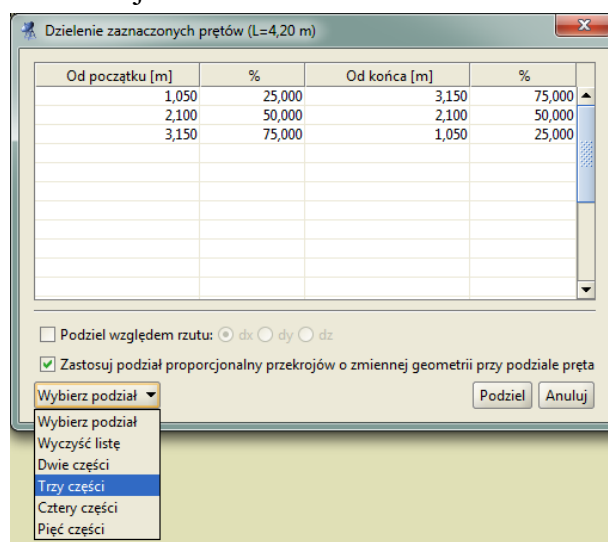 Dzielenie zaznaczonych prętów (L=4,20 m)
Od początku [m] % Od końca [m] %
1,050 25,000 3,150 75,000
2,100 50,000 2,100 50,000
3,150 75,000 1,050 25,000
Podziel względem rzutu: dx dy dz
Zastosuj podział proporcjonalny przekrojów o zmiennej geometrii przy podziale pręta
Wybierz podział Podziel Anuluj
Wybierz podział
Wyczyść listę
Dwie części
Trzy części
Cztery części
Pięć części